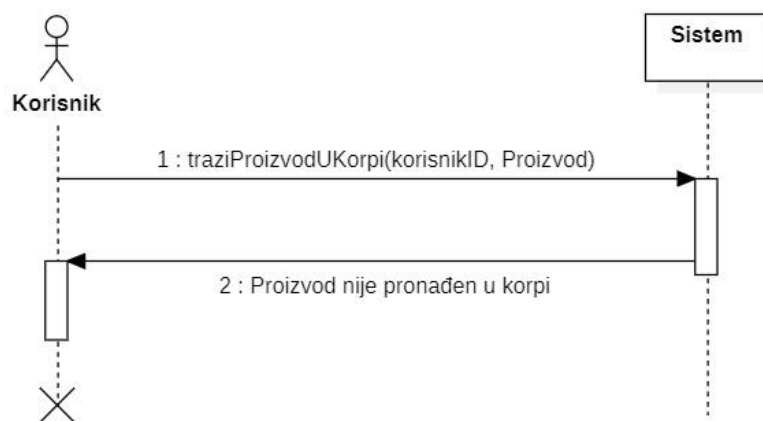 Sistem
Korisnik
1 : traziProizvodUKorpi(korisnikID, Proizvod)
2 : Proizvod nije pronađen u korpi